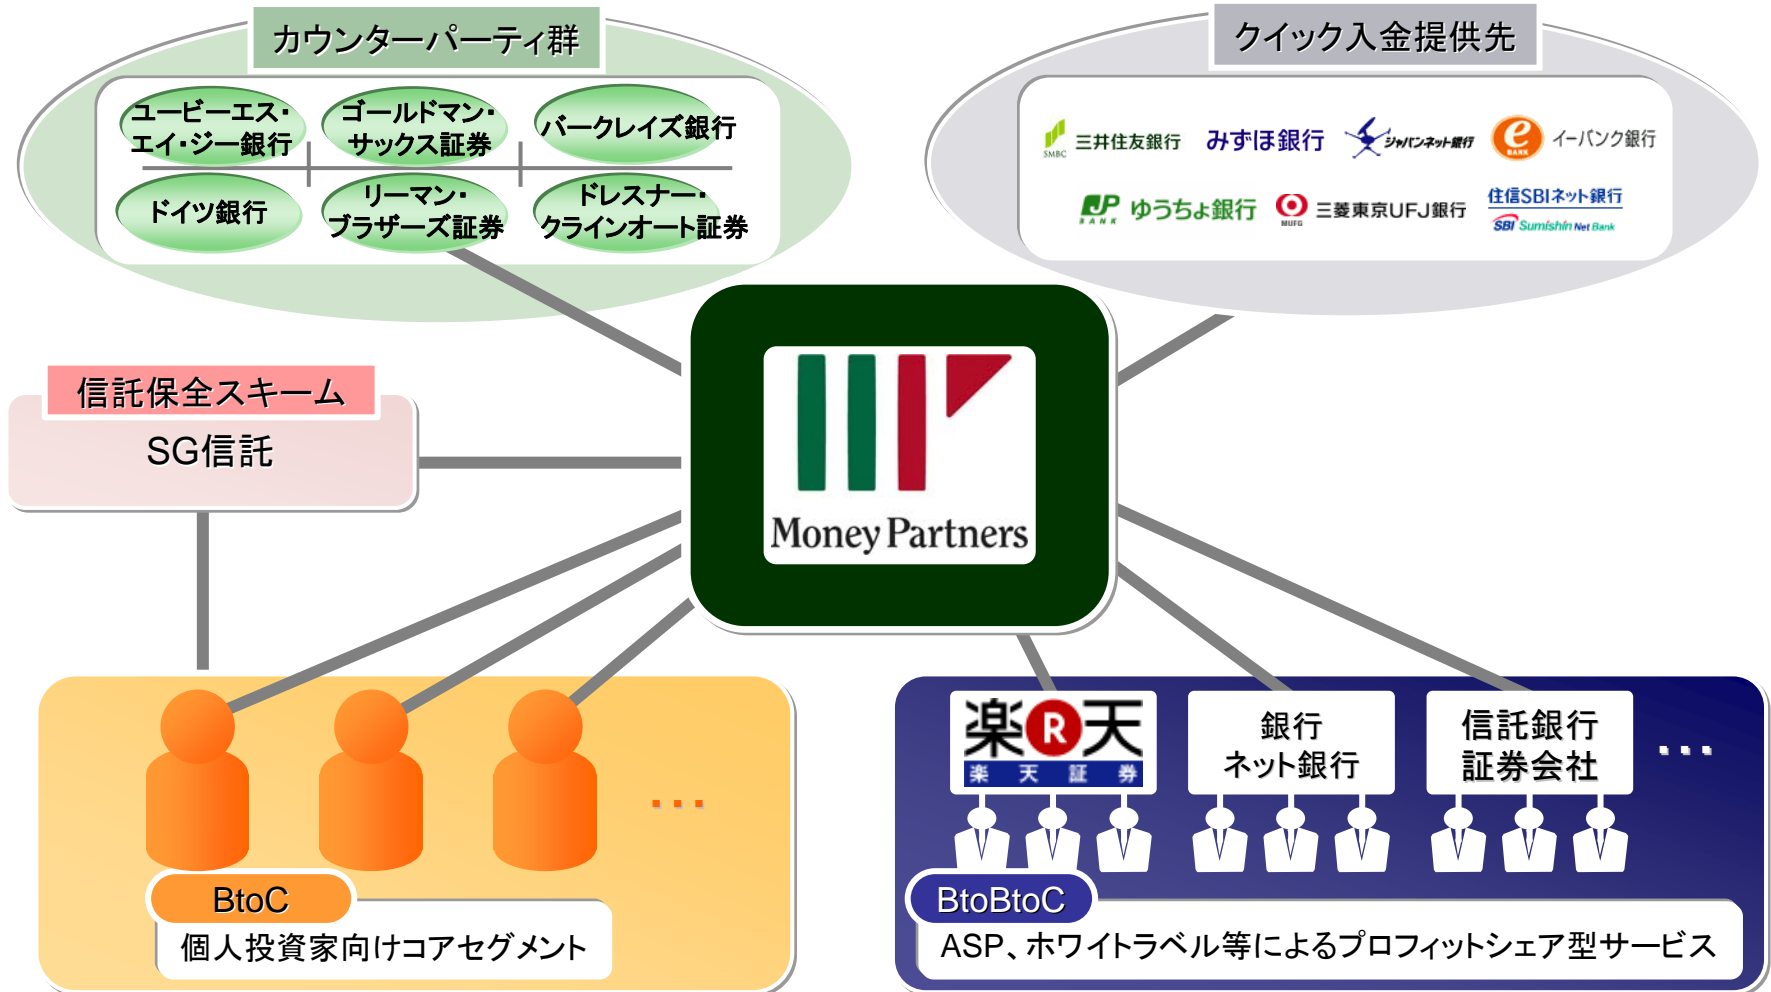 カウンターパーティ群
ユービーエス・
エイ・ジー銀行
ゴールドマン・
サックス証券
バークレイズ銀行
ドイツ銀行
リーマン・
ブラザーズ証券
ドレスナー・
クラインオート証券
クイック入金提供先
SMBC 三井住友銀行
みずほ銀行
ジャパンネット銀行
e BANK イーバンク銀行
JP BANK ゆうちょ銀行
MUFG 三菱東京UFJ銀行
住信SBIネット銀行
SBI Sumishin Net Bank
信託保全スキーム
SG信託
Money Partners
楽R天
楽天証券
銀行
ネット銀行
信託銀行
証券会社
…
…
BtoC
個人投資家向けコアセグメント
BtoBtoC
ASP、ホワイトラベル等によるプロフィットシェア型サービス